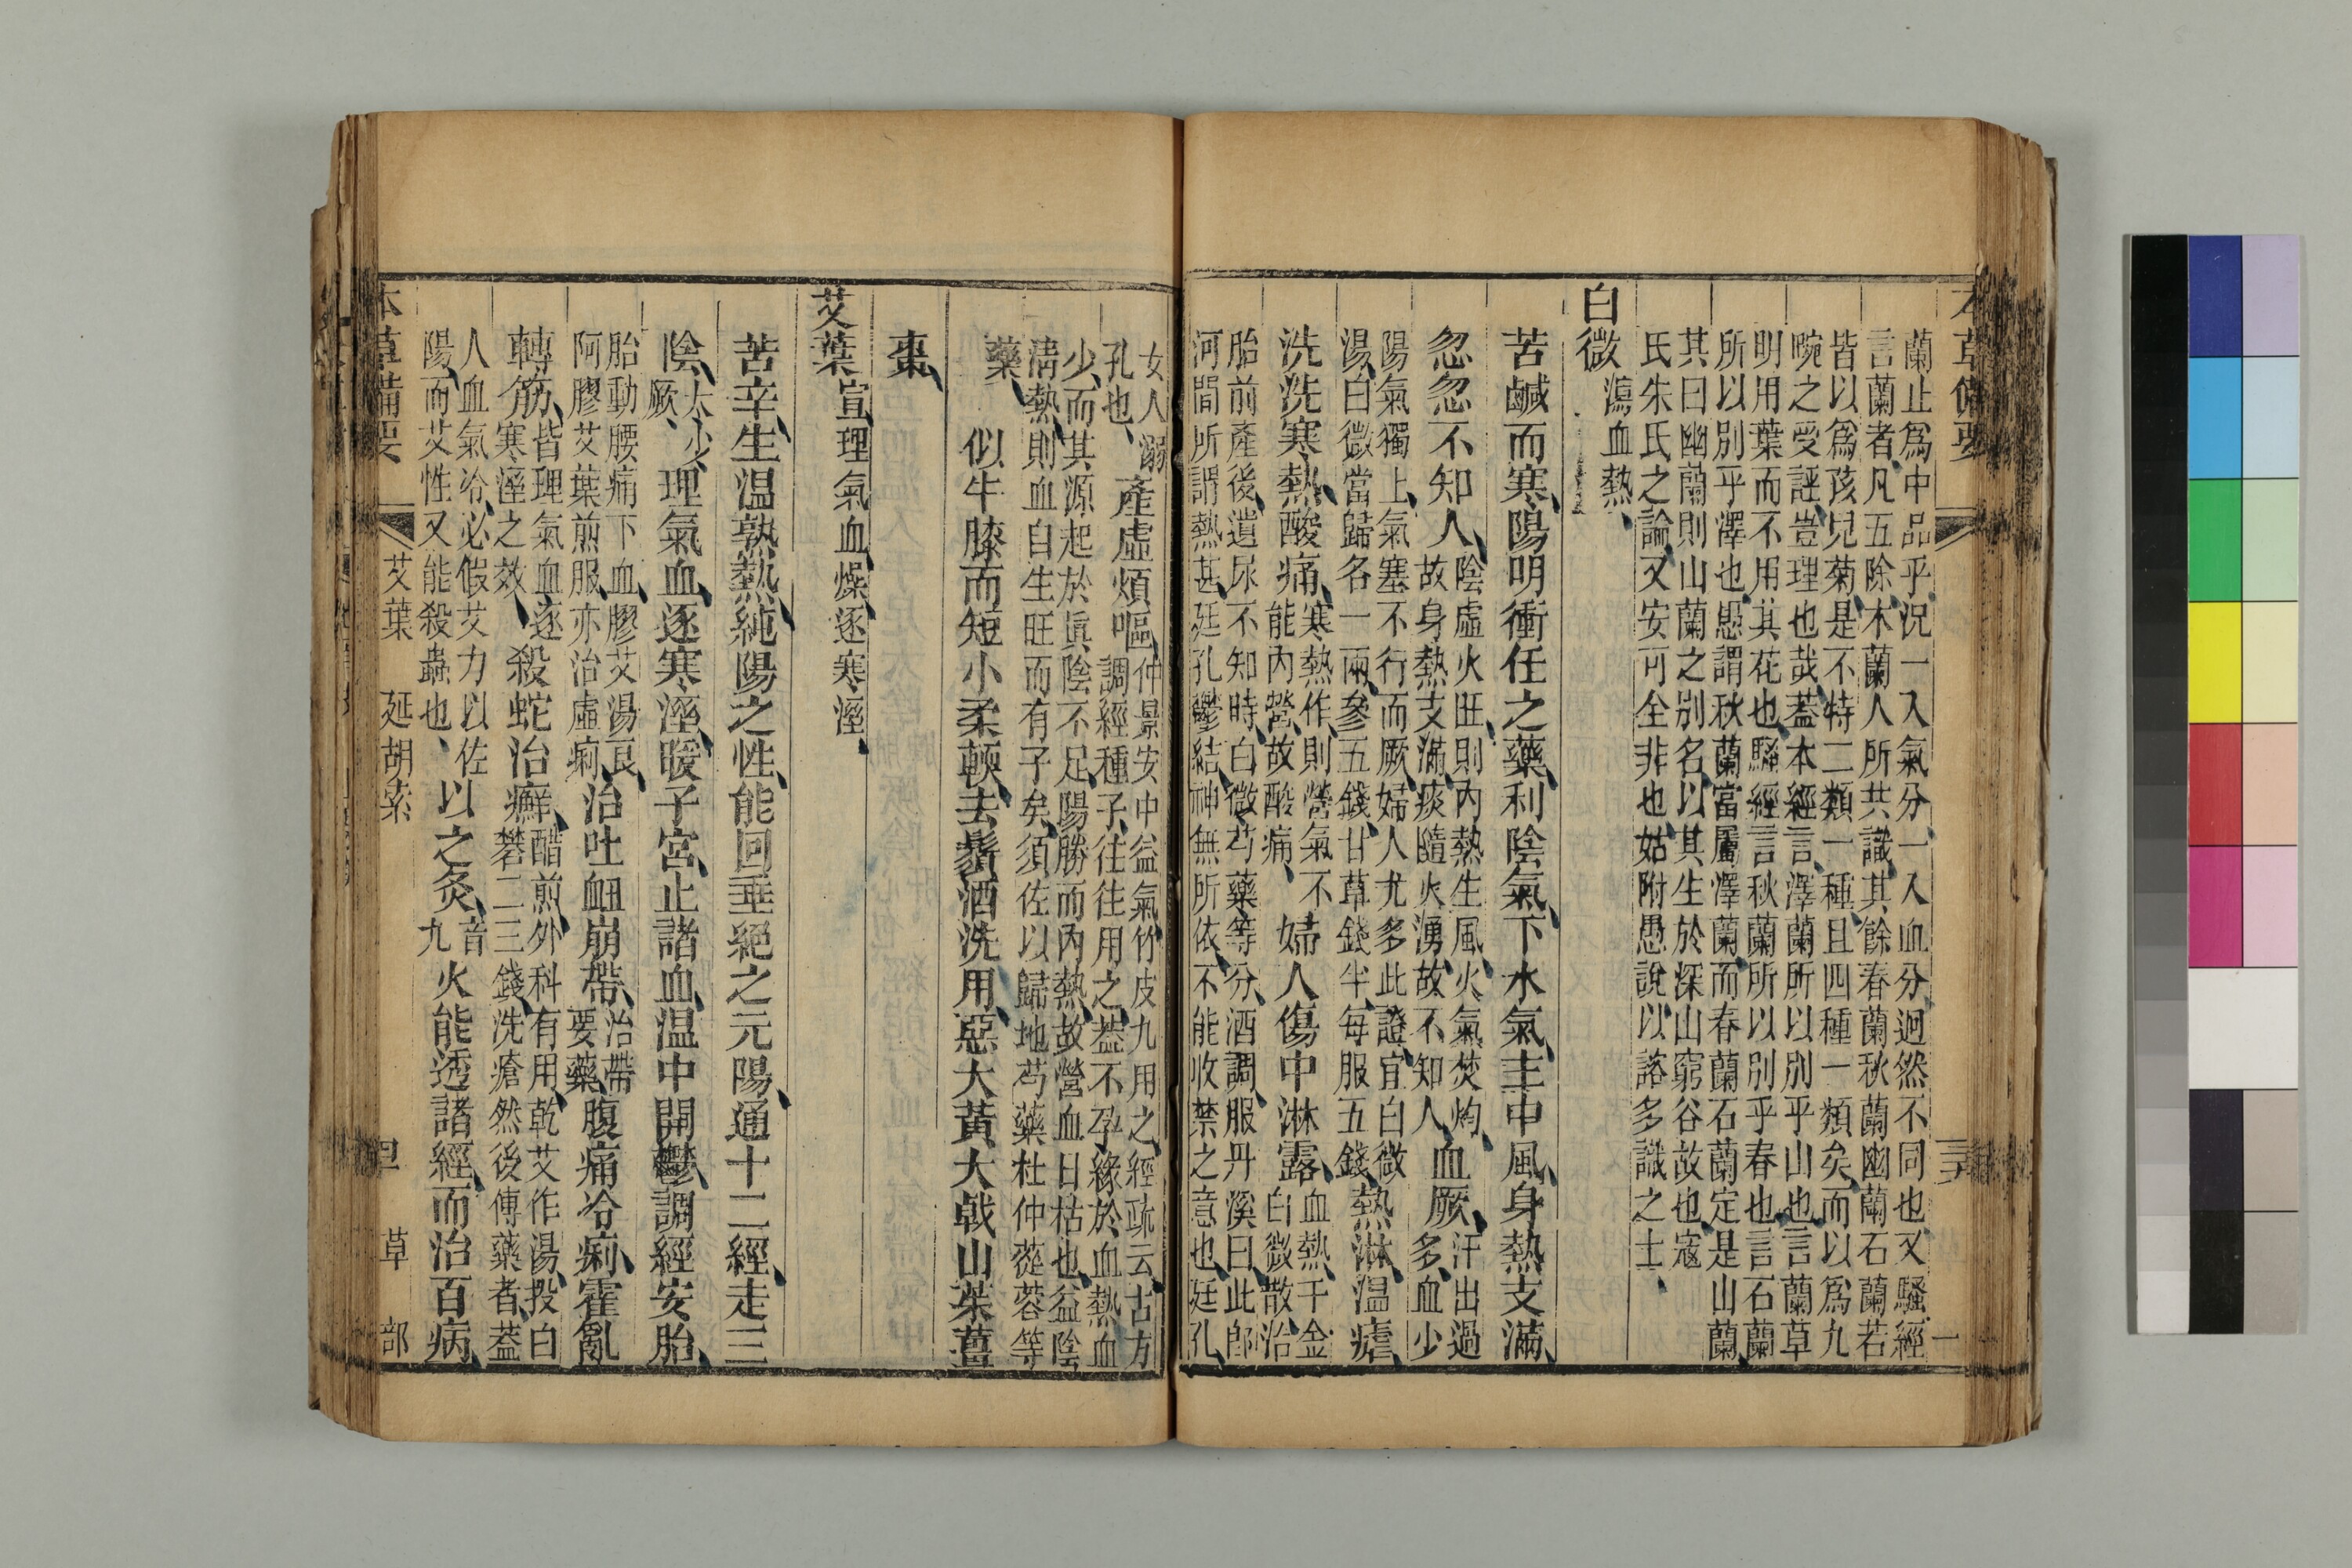 本草備要
蘭止為中品乎況一入氣分一入血分迥然不同也又騷經
言蘭者凡五除木蘭人所共識其餘春蘭秋蘭幽蘭石蘭若
皆以為孩兒菊是不特二類一種且四種一類矣而以為九
畹之受誣豈理也哉葢本經言澤蘭所以別乎山也言蘭草
明用葉而不用其花也騷經言秋蘭所以別乎春也言石蘭
所以別乎澤也愚謂秋蘭當屬澤蘭而春蘭石蘭定是山蘭
其曰幽蘭則山蘭之別名以其生於深山窮谷故也寇
氏朱氏之論又安可全非也姑附愚說以諮多識之士
白微 瀉血熱
苦鹹而寒陽明衝任之藥利陰氣下水氣主中風身熱支滿
忽忽不知人陰虛火旺則內熱生風火氣焚灼故身熱支滿痰隨火湧故不知人血厥汗出過多血少
陽氣獨上氣塞不行而厥婦人尤多此證宜白微
湯白微當歸各一兩參五錢甘草錢半每服五錢熱淋温瘧
洗洗寒熱酸痛寒熱作則營氣不能內營故酸痛婦人傷中淋露血熱千金白微散治
胎前產後遺尿不知時白微芍藥等分酒調服丹溪曰此即
河間所謂熱甚廷孔鬱結神無所依不能收禁之意也廷孔
女人溺孔也產虛煩嘔仲景安中益氣竹皮丸用之經疏云古方調經種子往往用之葢不孕緣於血熱血
少而其源起於真陰不足陽勝而內熱故營血日枯也益陰
清熱則血自生旺而有子矣須佐以歸地芍藥杜仲蓯蓉等
藥似牛膝而短小柔輭去鬚酒洗用惡大黃大戟山茱薑
棗
艾葉 宣理氣血燥逐寒溼
苦辛生温孰熱純陽之性能回垂絕之元陽通十二經走三
陰太少厥理氣血逐寒溼暖子宮止諸血温中開鬱調經安胎
胎動腰痛下血膠艾湯良阿膠艾葉煎服亦治虛痢治吐衄崩帶治帶要藥腹痛冷痢霍亂
轉筋皆理氣血逐寒溼之效殺蛇治癬醋煎外科有用乾艾作湯投白礬二三錢洗瘡然後傅藥者葢
人血氣冷必假艾力以佐陽而艾性又能殺蟲也以之灸音九火能透諸經而治百病
本草備要 艾葉 延胡索 草部